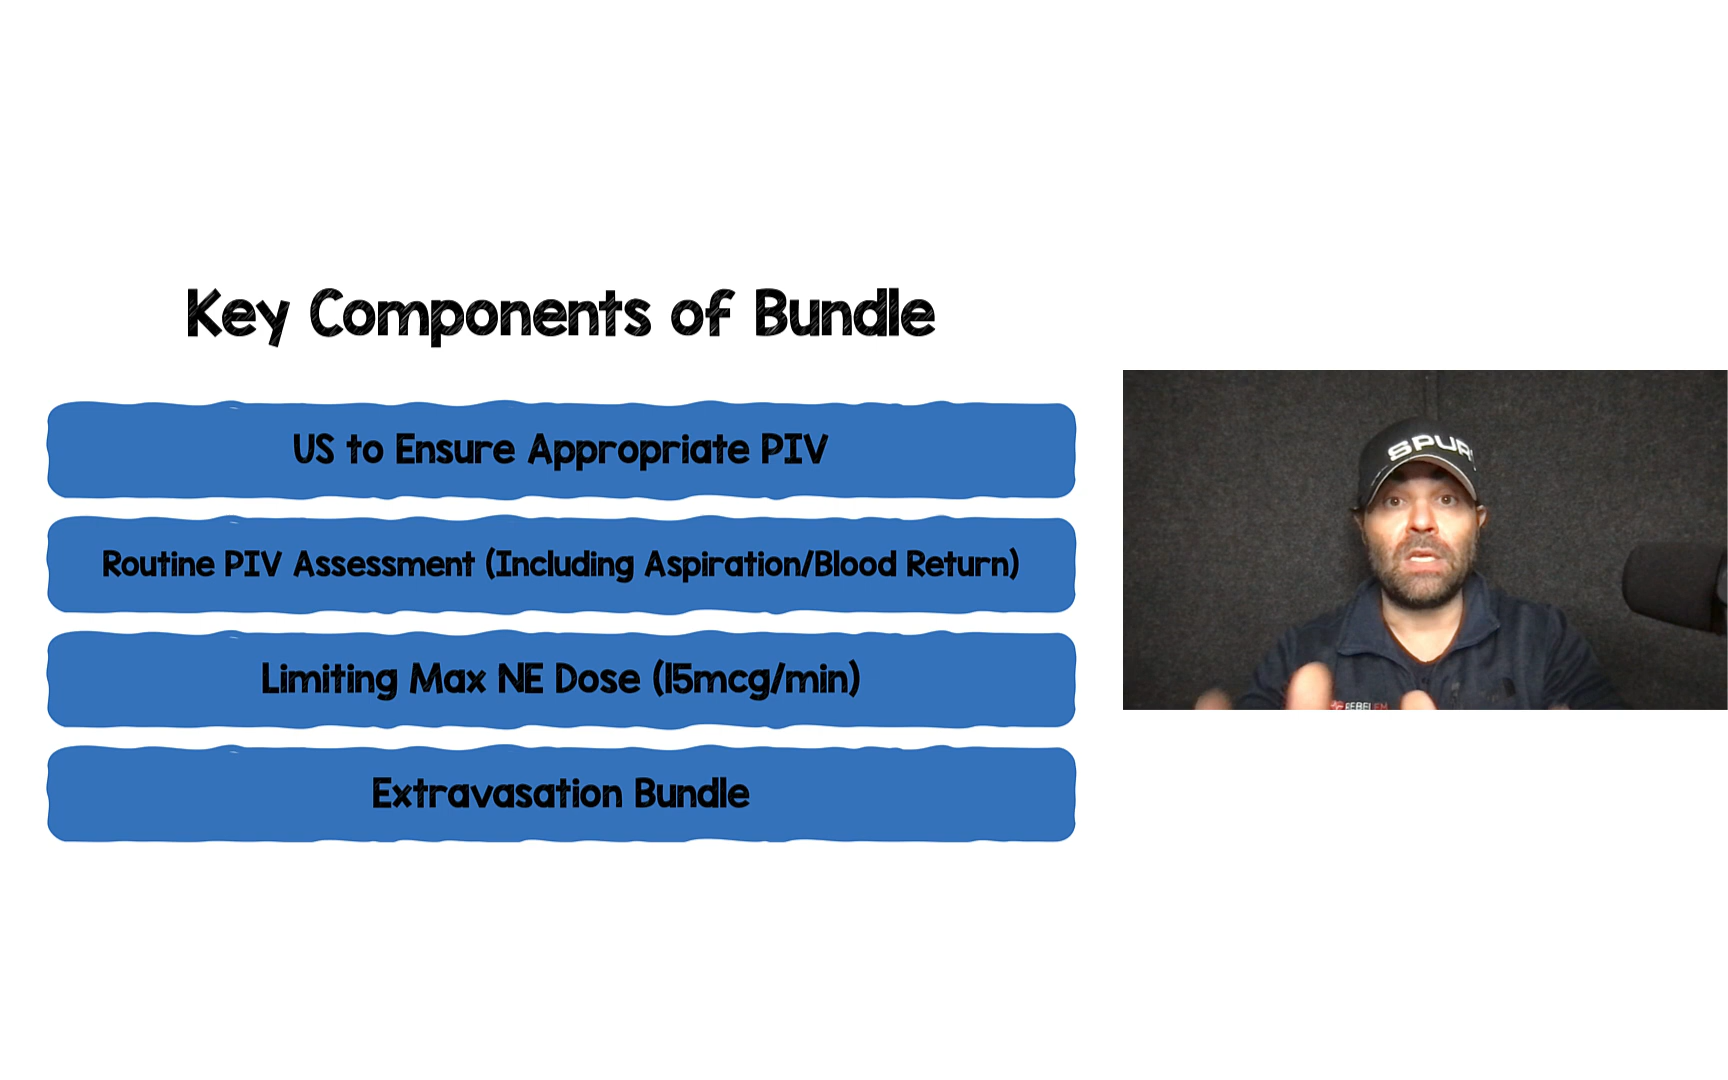 Key Components of Bundle
US to Ensure Appropriate PIV
Routine PIV Assessment (Including Aspiration/Blood Return)
Limiting Max NE Dose (15mcg/min)
Extravasation Bundle
SPUR
REBELEM